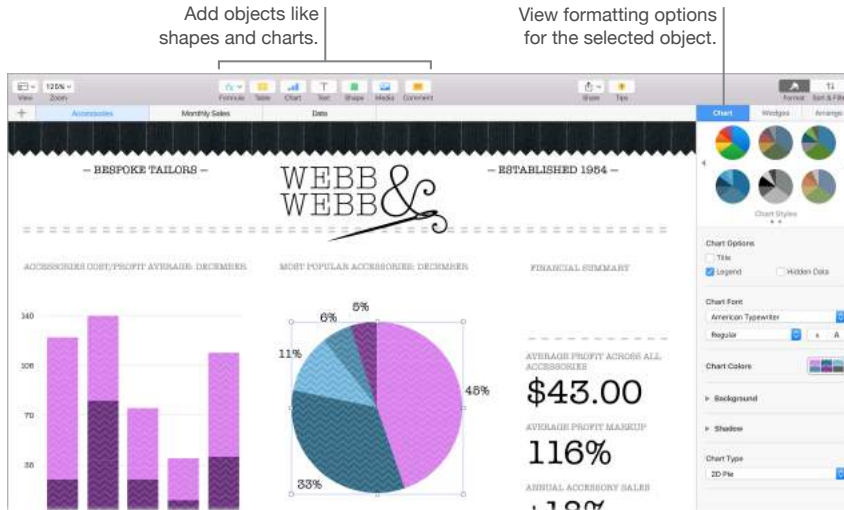 Add objects like
shapes and charts.
View formatting options
for the selected object.
125%
View Zoom Formula Table Chart Text Shape Media Comment Share Tips Format Sort & Filter
+ Accessories Monthly Sales Data
Chart Wedges Arrange
– BESPOKE TAILORS –
WEBB &
WEBB
– ESTABLISHED 1954 –
Chart Styles
ACCESSORIES COST/PROFIT AVERAGE: DECEMBER
MOST POPULAR ACCESSORIES: DECEMBER
FINANCIAL SUMMARY
140
105
70
35
5%
6%
11%
45%
33%
AVERAGE PROFIT ACROSS ALL
ACCESSORIES
$43.00
AVERAGE PROFIT MARKUP
116%
ANNUAL ACCESSORY SALES
+18%
Chart Options
Title
Legend Hidden Data
Chart Font
American Typewriter
Regular A A
Chart Colors
Background
Shadow
Chart Type
2D Pie